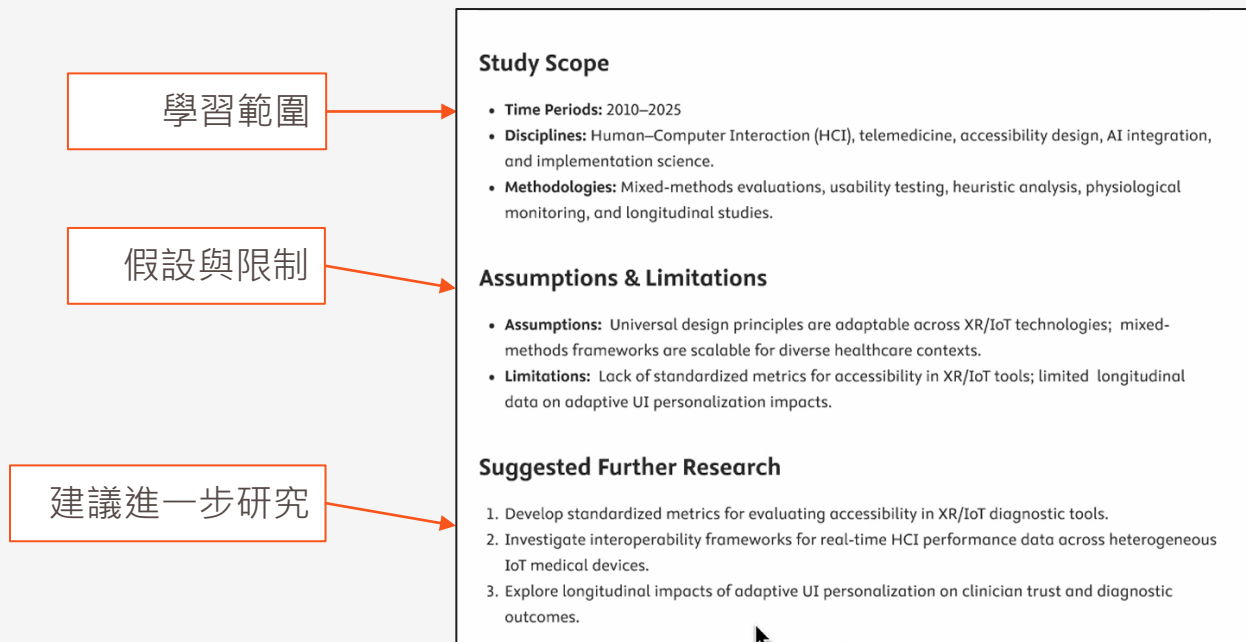 學習範圍
假設與限制
建議進一步研究
Study Scope
• Time Periods: 2010–2025
• Disciplines: Human–Computer Interaction (HCI), telemedicine, accessibility design, AI integration,
and implementation science.
• Methodologies: Mixed-methods evaluations, usability testing, heuristic analysis, physiological
monitoring, and longitudinal studies.
Assumptions & Limitations
• Assumptions: Universal design principles are adaptable across XR/IoT technologies; mixed-
methods frameworks are scalable for diverse healthcare contexts.
• Limitations: Lack of standardized metrics for accessibility in XR/IoT tools; limited longitudinal
data on adaptive UI personalization impacts.
Suggested Further Research
1. Develop standardized metrics for evaluating accessibility in XR/IoT diagnostic tools.
2. Investigate interoperability frameworks for real-time HCI performance data across heterogeneous
IoT medical devices.
3. Explore longitudinal impacts of adaptive UI personalization on clinician trust and diagnostic
outcomes.